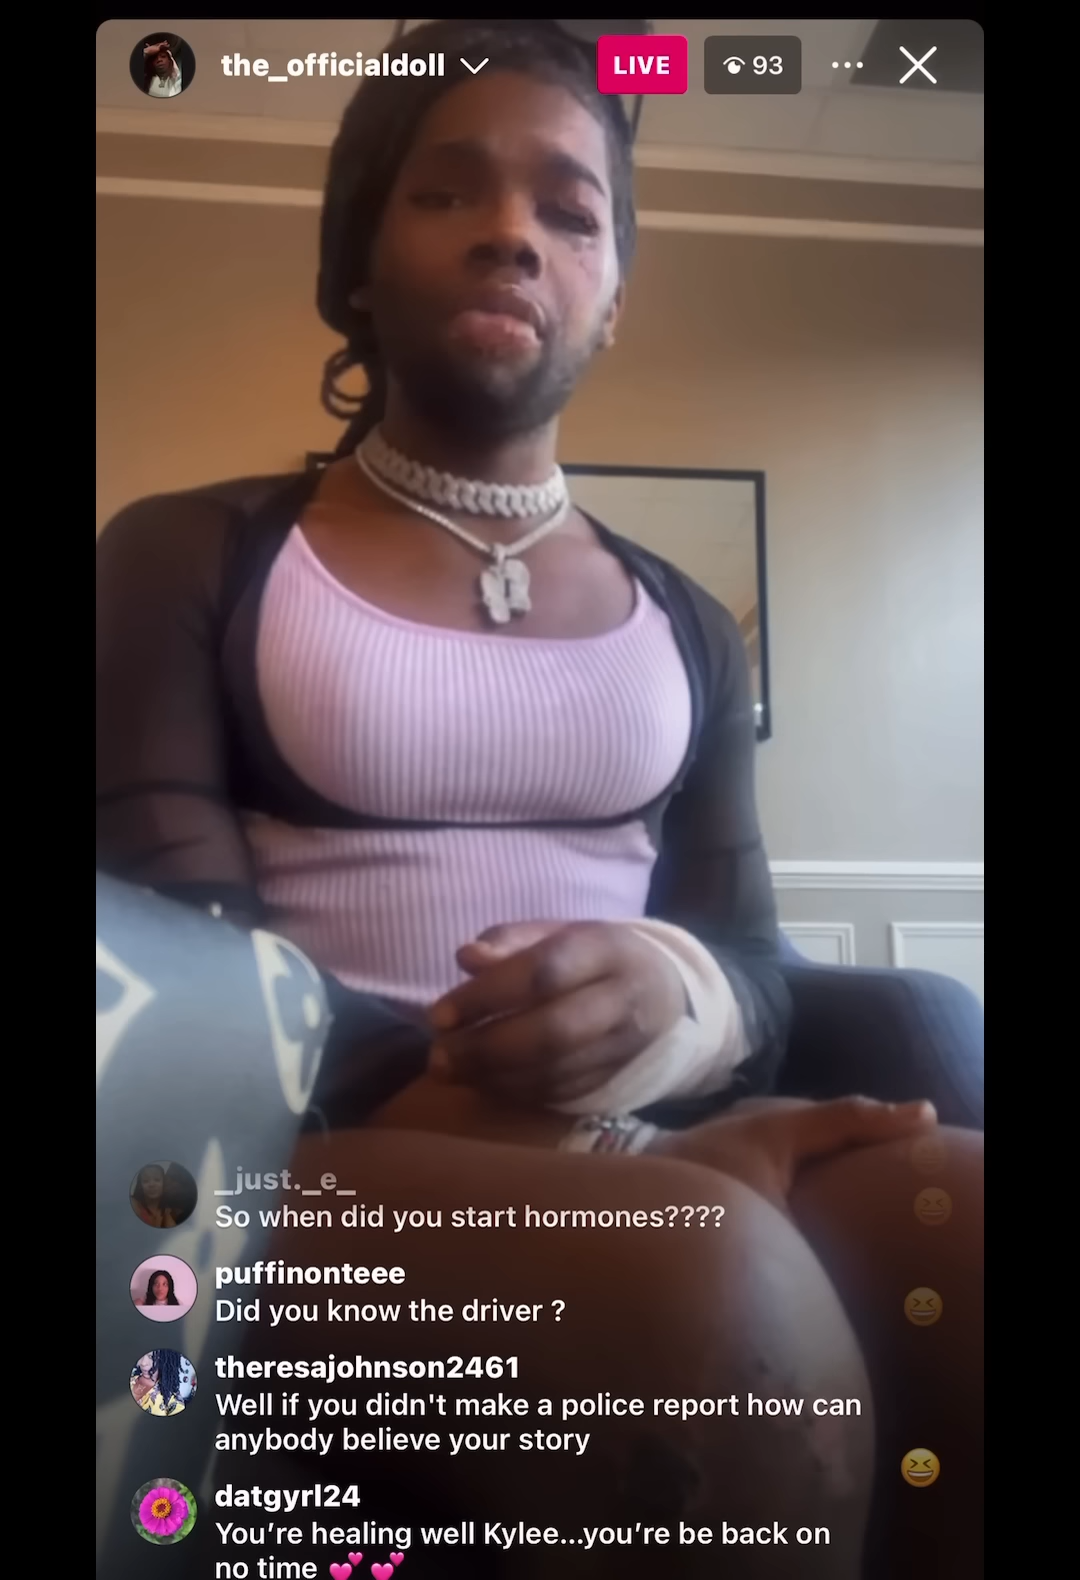 the_officialdoll
LIVE
93
_just._e_
So when did you start hormones????
puffinonteee
Did you know the driver ?
theresajohnson2461
Well if you didn't make a police report how can
anybody believe your story
datgyrl24
You’re healing well Kylee...you’re be back on
no time 💕 💕